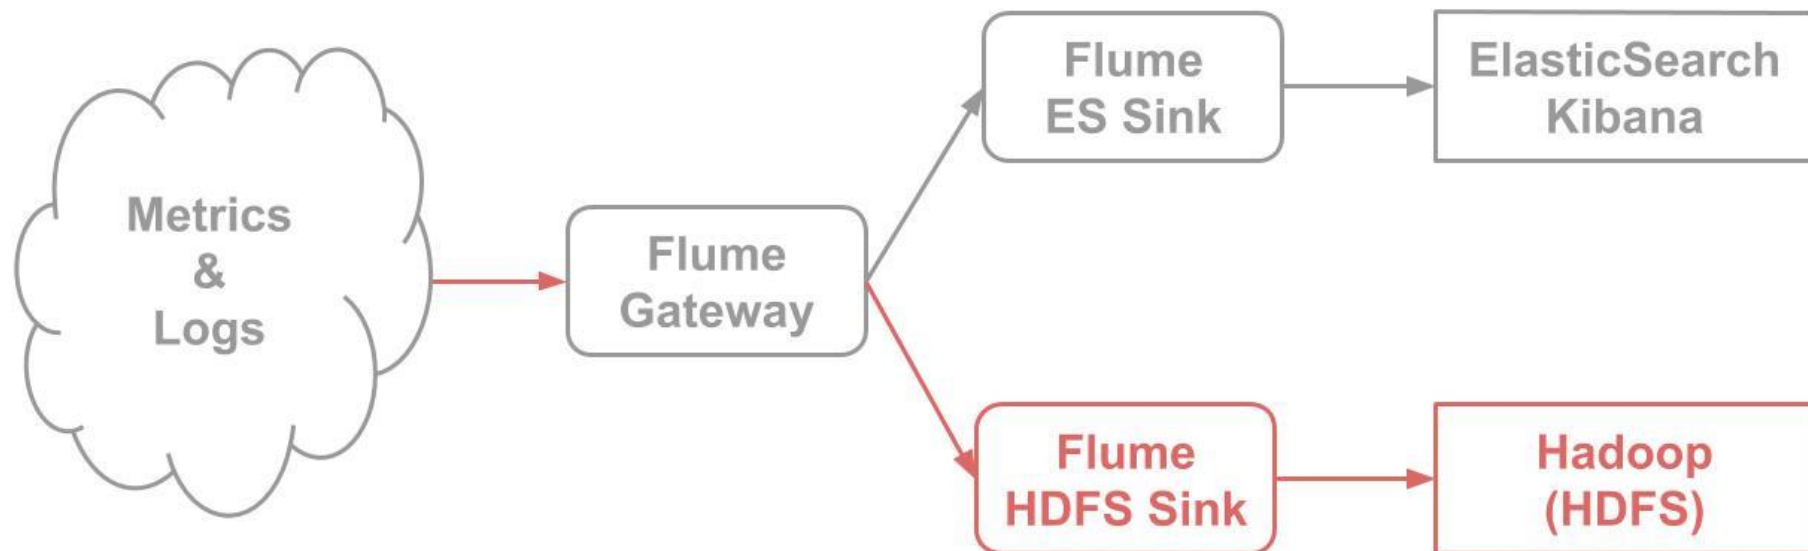 Metrics
&
Logs
Flume
Gateway
Flume
ES Sink
ElasticSearch
Kibana
Flume
HDFS Sink
Hadoop
(HDFS)